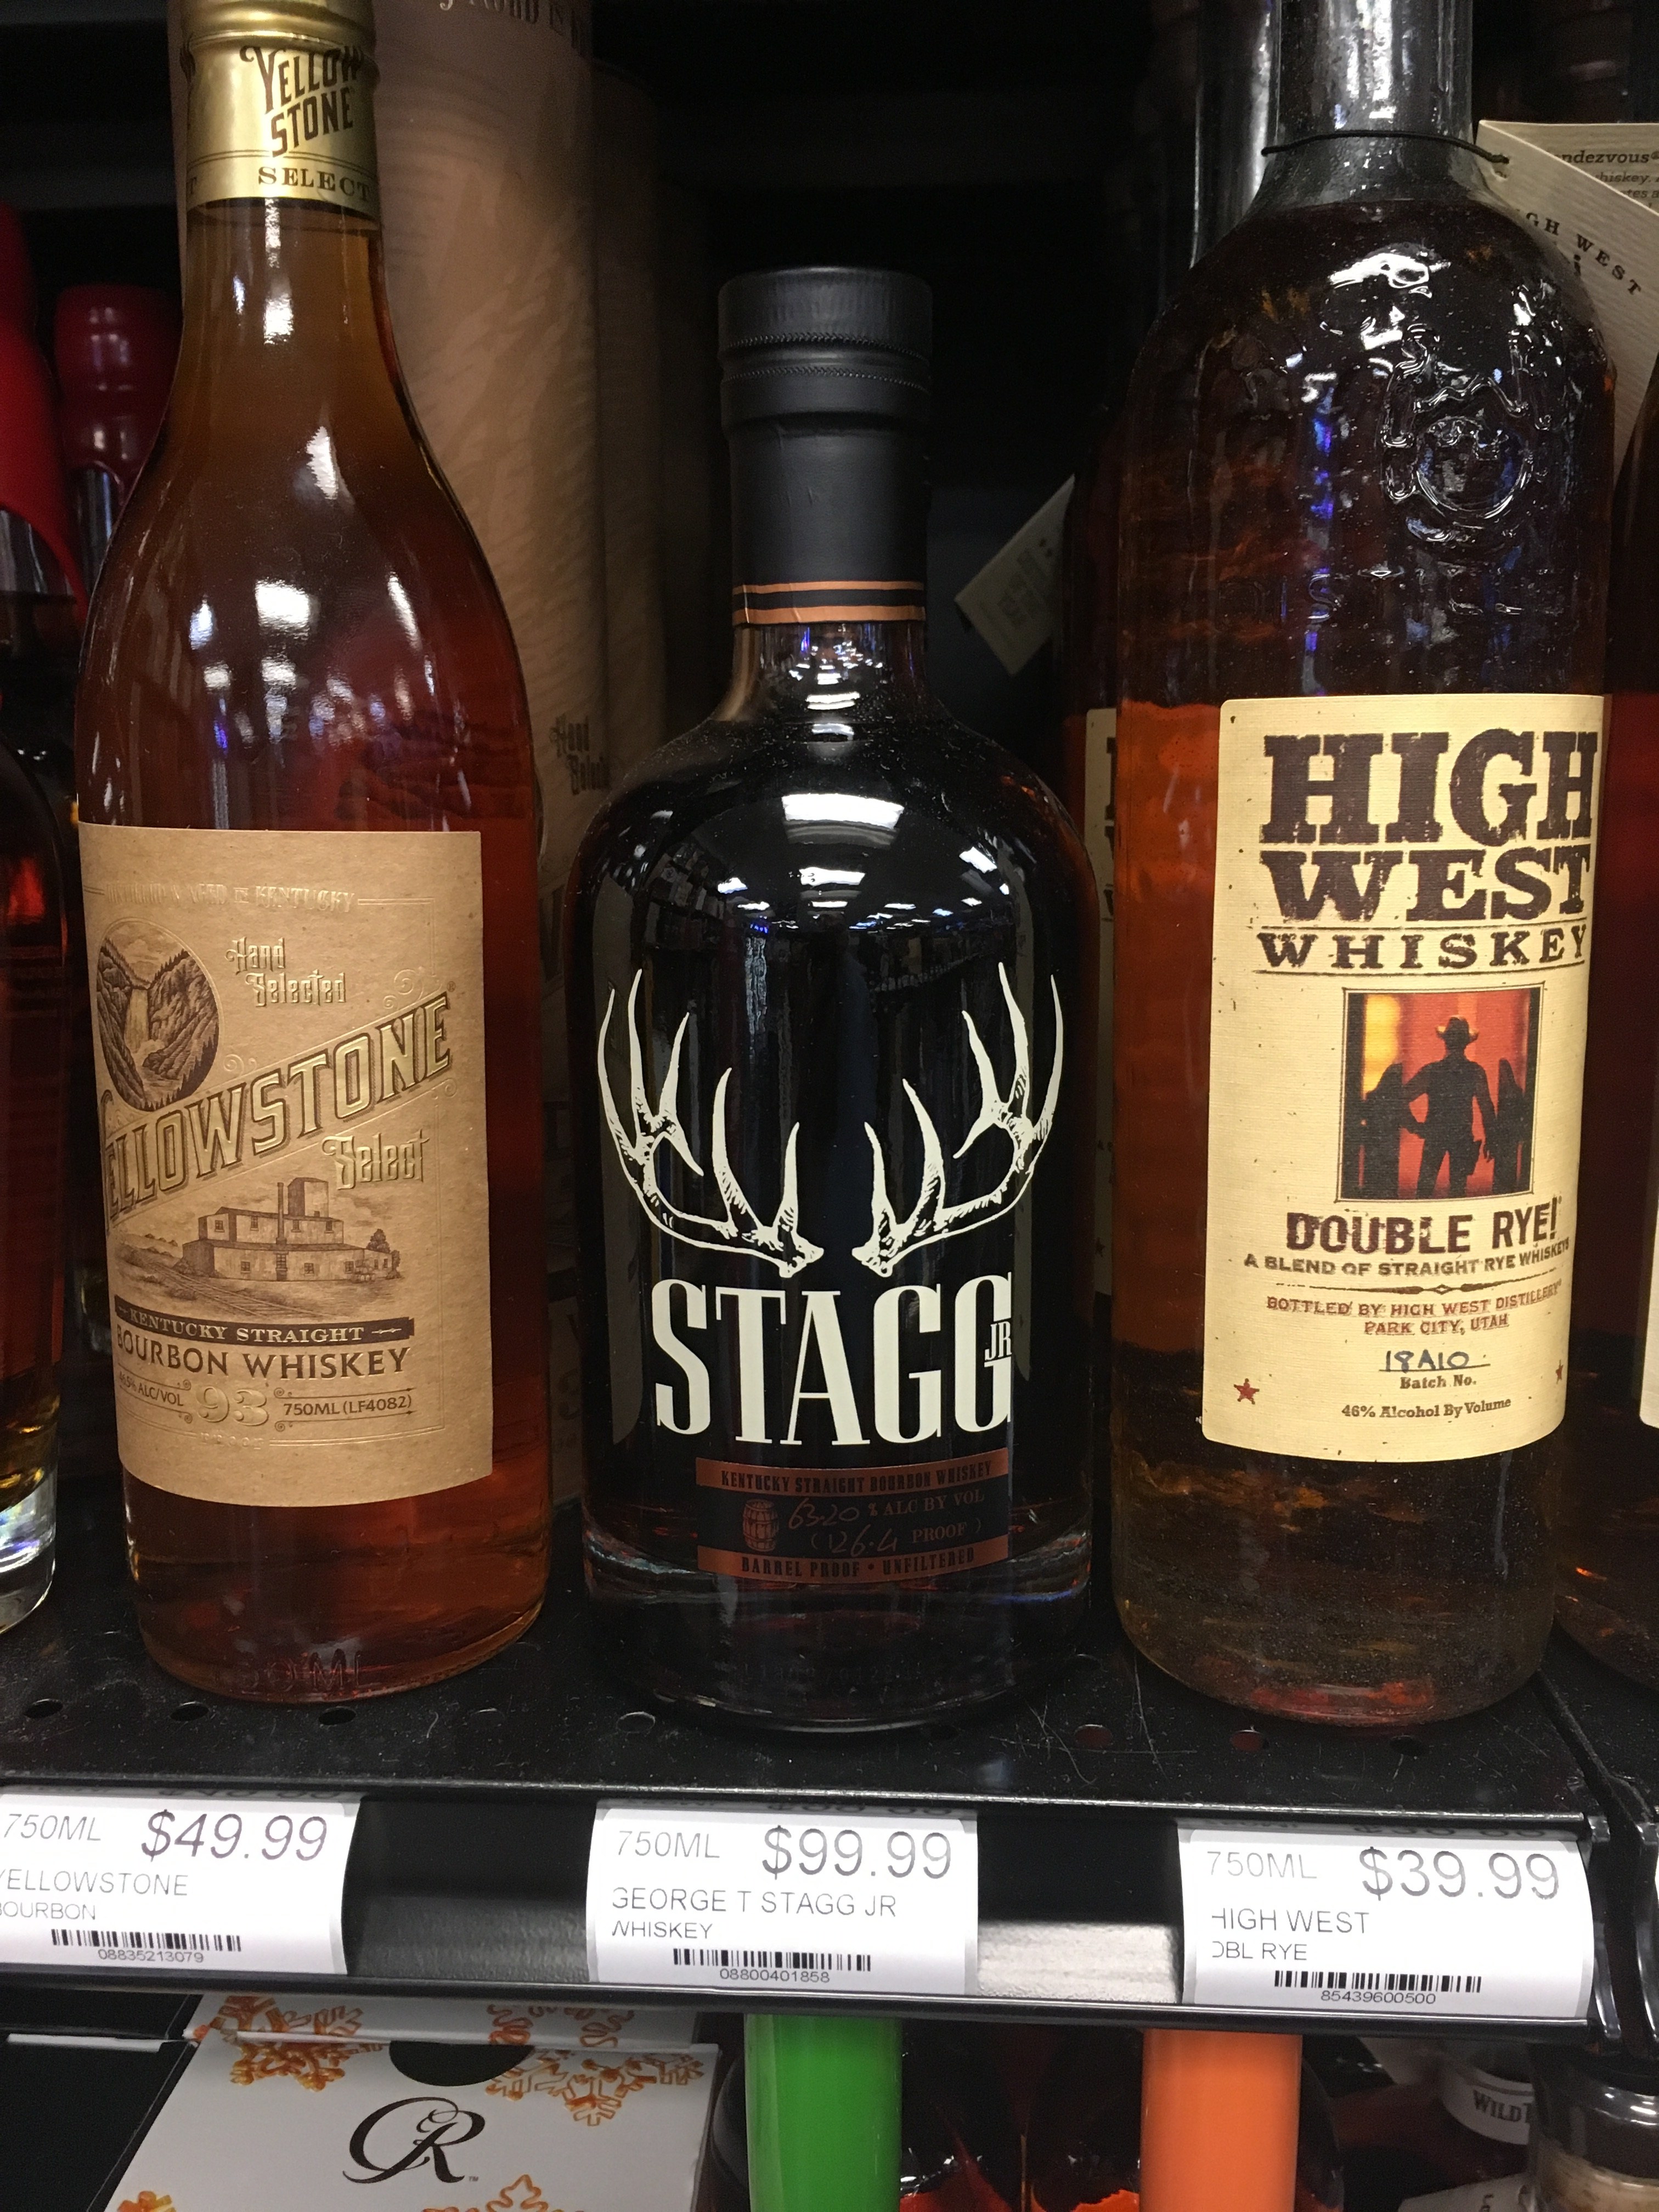 YELLOW
STONE
SELECT
Hand
Selected
YELLOWSTONE
Select
KENTUCKY STRAIGHT
BOURBON WHISKEY
93
750ML (LF4082)
STAGG
JR
KENTUCKY STRAIGHT BOURBON WHISKEY
63.20 % ALC BY VOL
(126.4 PROOF)
BARREL PROOF • UNFILTERED
HIGH
WEST
WHISKEY
DOUBLE RYE!
A BLEND OF STRAIGHT RYE WHISKEYS
BOTTLED BY HIGH WEST DISTILLERY
PARK CITY, UTAH
18A10
Batch No.
46% Alcohol By Volume
GH WEST
750ML $49.99
YELLOWSTONE
BOURBON
08835213079
750ML $99.99
GEORGE T STAGG JR
WHISKEY
08800401858
750ML $39.99
HIGH WEST
DBL RYE
85439600500
WILD